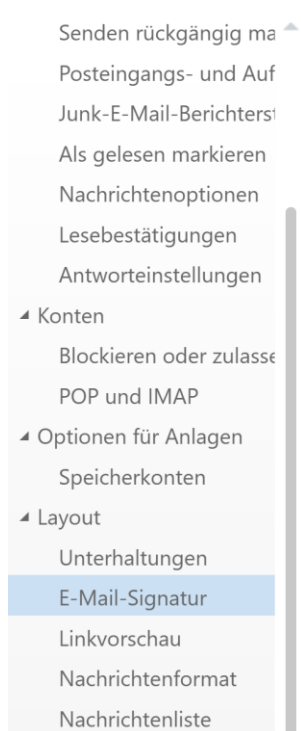 Senden rückgängig ma
Posteingangs- und Auf
Junk-E-Mail-Berichterst
Als gelesen markieren
Nachrichtenoptionen
Lesebestätigungen
Antworteinstellungen
Konten
Blockieren oder zulasse
POP und IMAP
Optionen für Anlagen
Speicherkonten
Layout
Unterhaltungen
E-Mail-Signatur
Linkvorschau
Nachrichtenformat
Nachrichtenliste